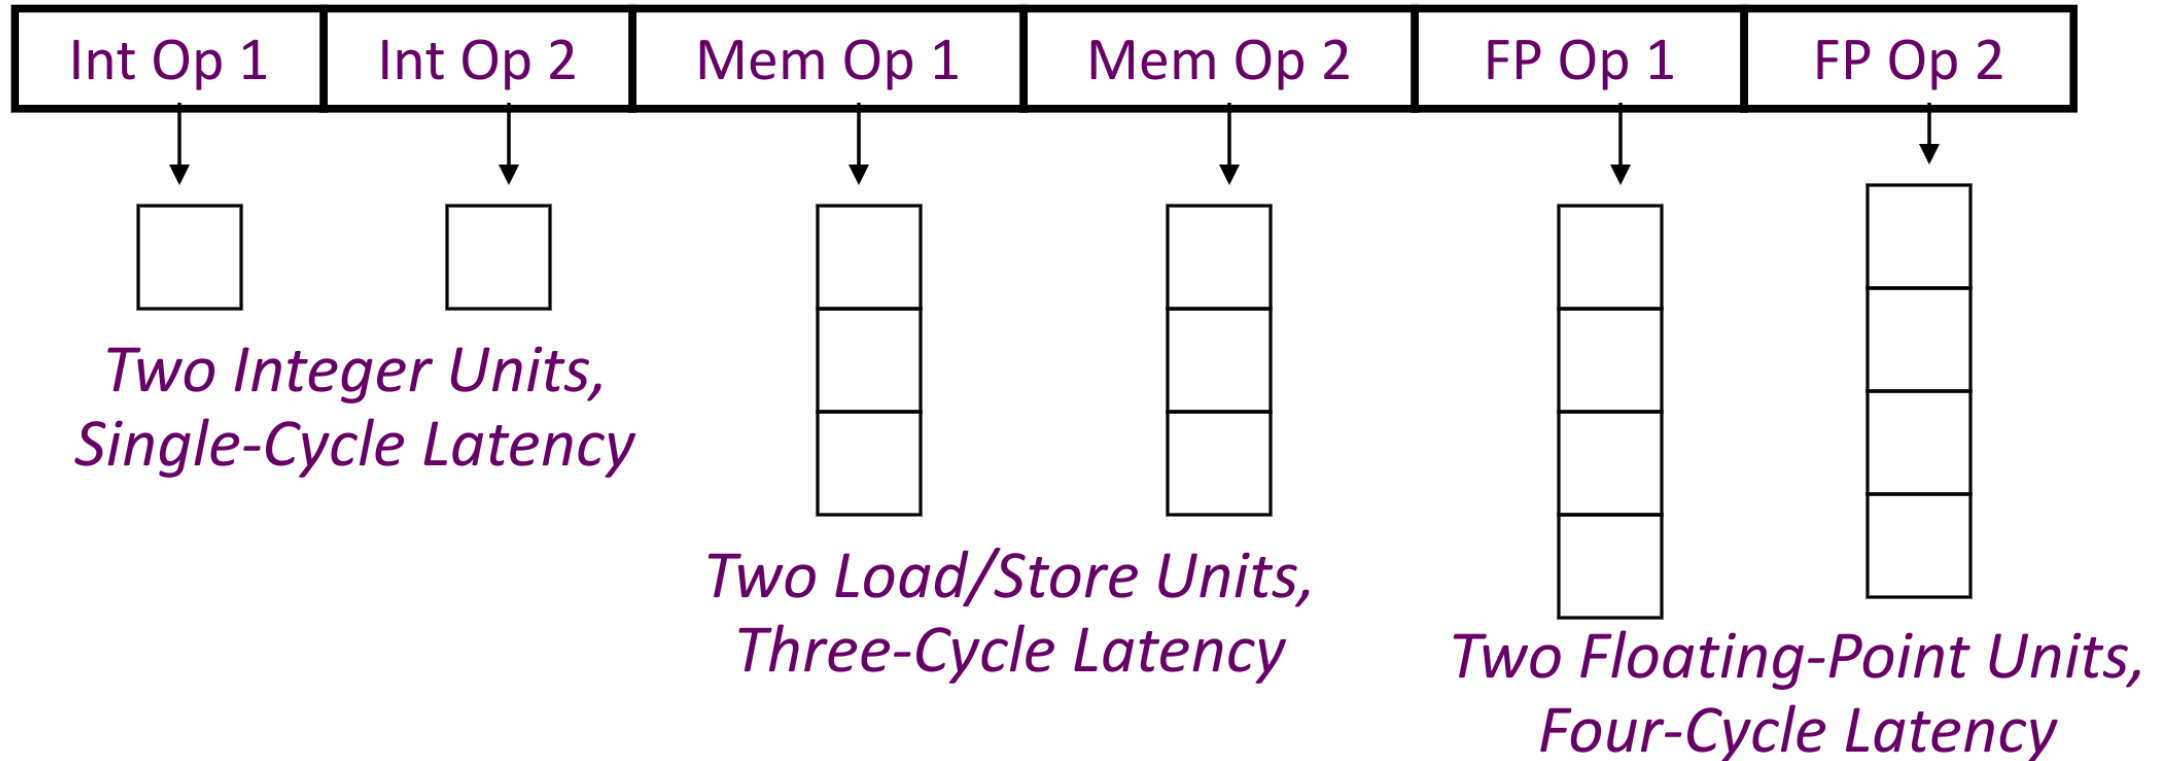 Int Op 1 Int Op 2 Mem Op 1 Mem Op 2 FP Op 1 FP Op 2
Two Integer Units,
Single-Cycle Latency
Two Load/Store Units,
Three-Cycle Latency
Two Floating-Point Units,
Four-Cycle Latency